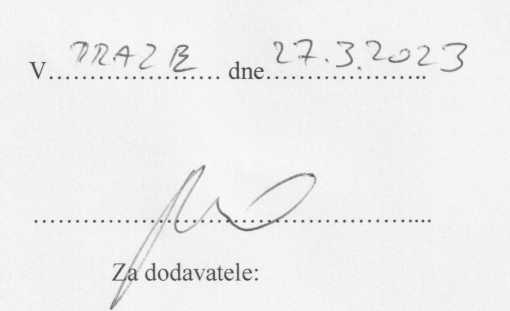 V PRAZE dne 27.3.2023
Za dodavatele: